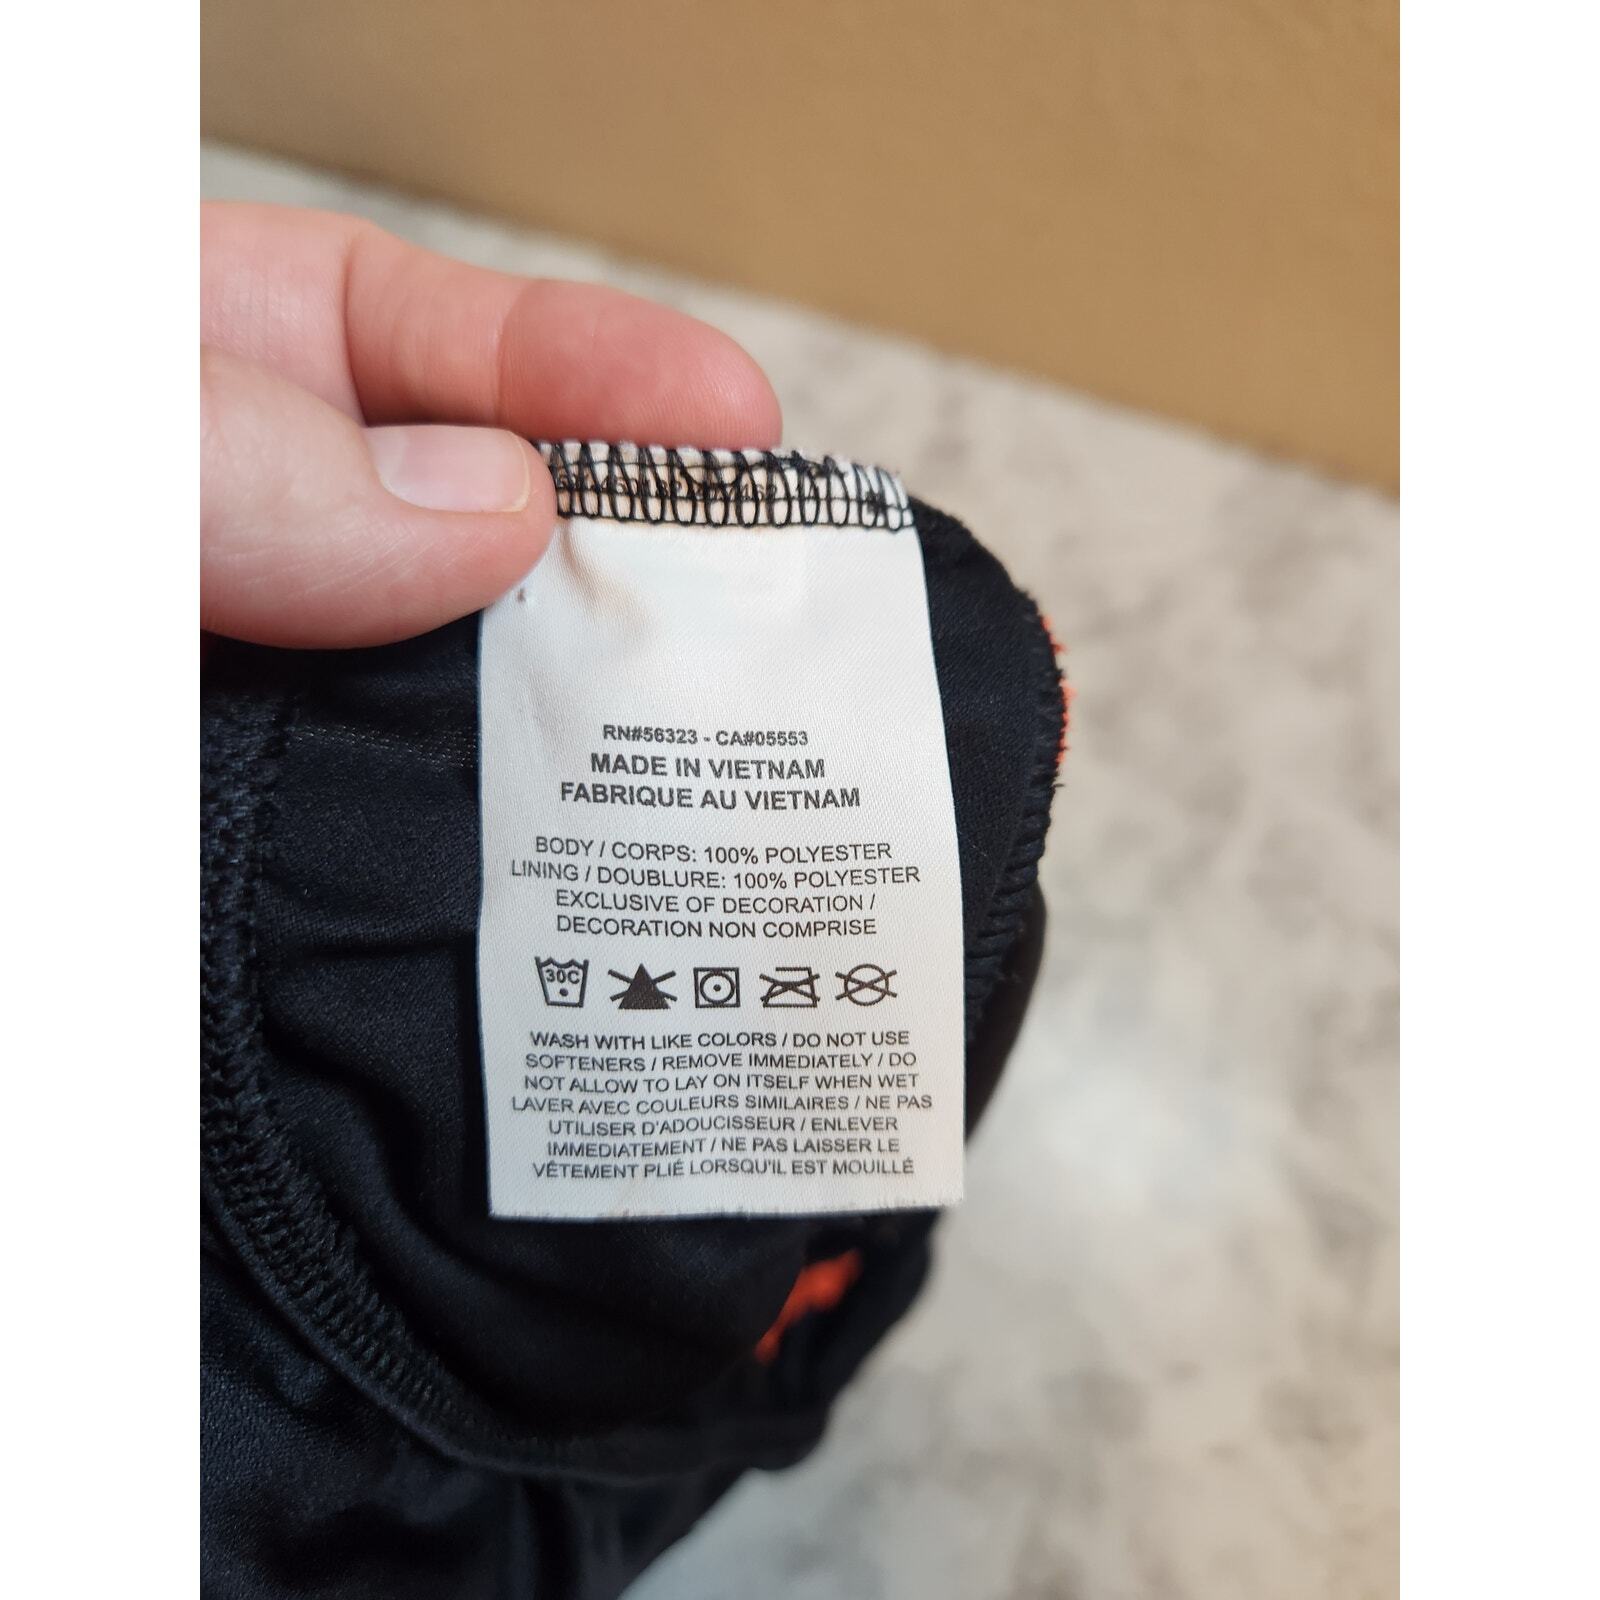 RN#56323 - CA#05553
MADE IN VIETNAM
FABRIQUE AU VIETNAM
BODY / CORPS: 100% POLYESTER
LINING / DOUBLURE: 100% POLYESTER
EXCLUSIVE OF DECORATION /
DECORATION NON COMPRISE
30C
WASH WITH LIKE COLORS / DO NOT USE
SOFTENERS / REMOVE IMMEDIATELY / DO
NOT ALLOW TO LAY ON ITSELF WHEN WET
LAVER AVEC COULEURS SIMILAIRES / NE PAS
UTILISER D'ADOUCISSEUR / ENLEVER
IMMEDIATEMENT / NE PAS LAISSER LE
VÊTEMENT PLIÉ LORSQU'IL EST MOUILLÉ